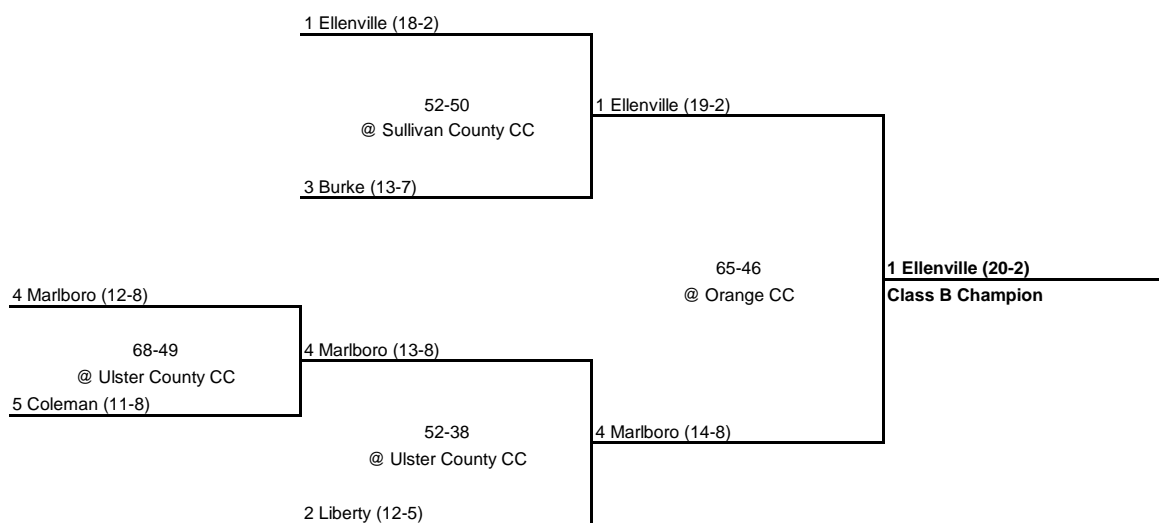 1 Ellenville (18-2)
52-50
@ Sullivan County CC
1 Ellenville (19-2)
3 Burke (13-7)
65-46
@ Orange CC
1 Ellenville (20-2)
Class B Champion
4 Marlboro (12-8)
68-49
@ Ulster County CC
4 Marlboro (13-8)
5 Coleman (11-8)
52-38
@ Ulster County CC
4 Marlboro (14-8)
2 Liberty (12-5)